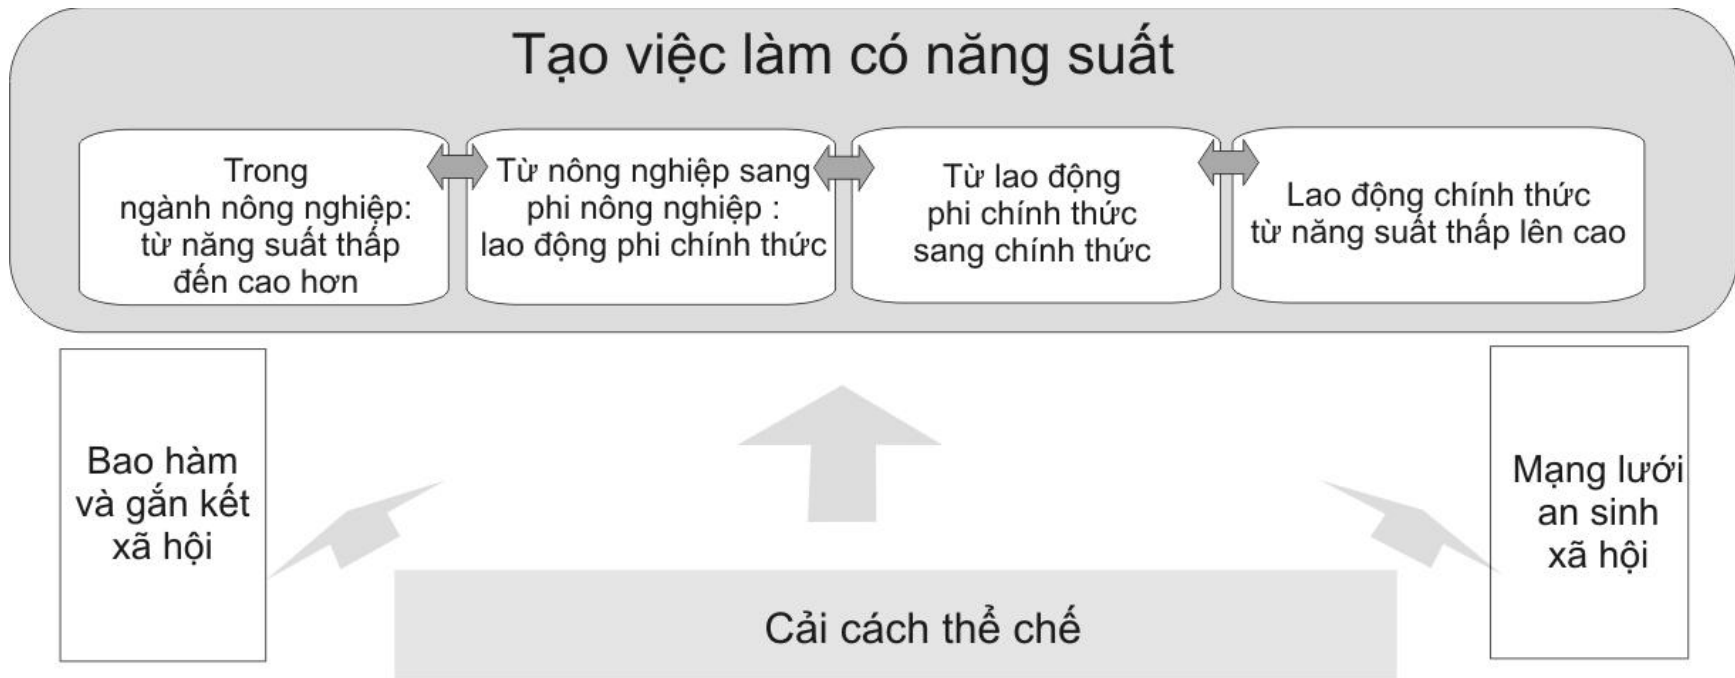 Tạo việc làm có năng suất
Trong
ngành nông nghiệp:
từ năng suất thấp
đến cao hơn
Từ nông nghiệp sang
phi nông nghiệp :
lao động phi chính thức
Từ lao động
phi chính thức
sang chính thức
Lao động chính thức
từ năng suất thấp lên cao
Bao hàm
và gắn kết
xã hội
Mạng lưới
an sinh
xã hội
Cải cách thể chế